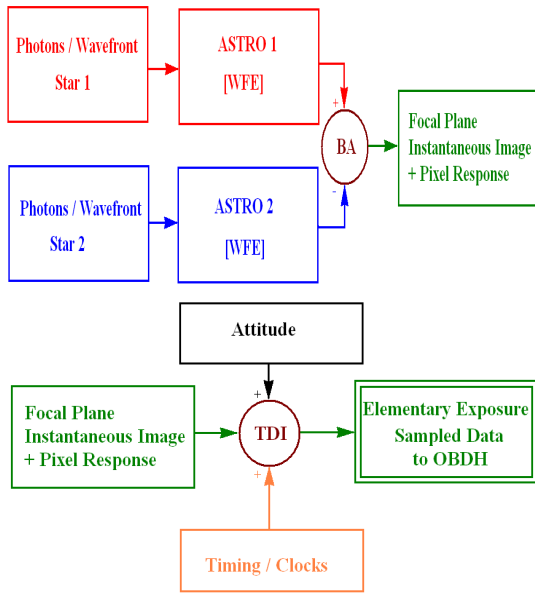 Photons / Wavefront
Star 1
ASTRO 1
[WFE]
+
BA
-
Focal Plane
Instantaneous Image
+ Pixel Response
Photons / Wavefront
Star 2
ASTRO 2
[WFE]
Attitude
+
Focal Plane
Instantaneous Image
+ Pixel Response
TDI
+
Elementary Exposure
Sampled Data
to OBDH
Timing / Clocks